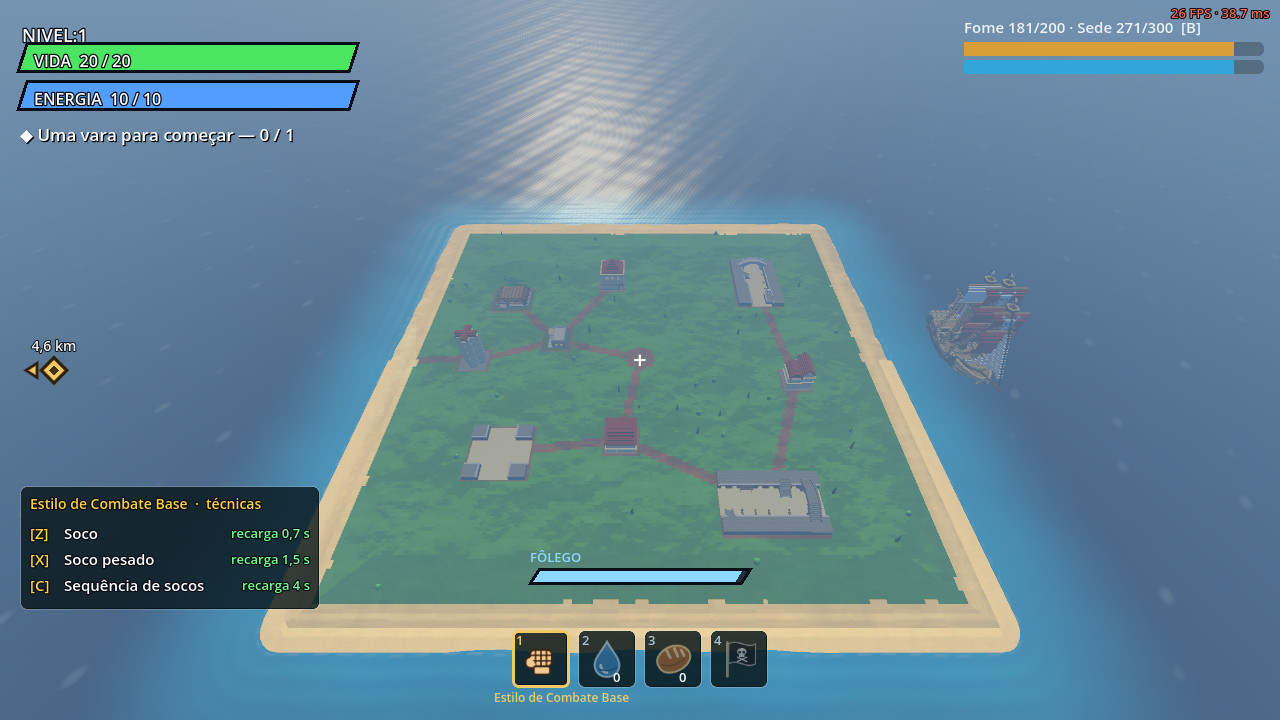 26 FPS · 38.7 ms
NIVEL:1
Fome 181/200 · Sede 271/300 [B]
VIDA 20 / 20
ENERGIA 10 / 10
◆ Uma vara para começar — 0 / 1
4,6 km
Estilo de Combate Base · técnicas
[Z] Soco recarga 0,7 s
[X] Soco pesado recarga 1,5 s
[C] Sequência de socos recarga 4 s
FÔLEGO
1 2 3 4
0 0
Estilo de Combate Base